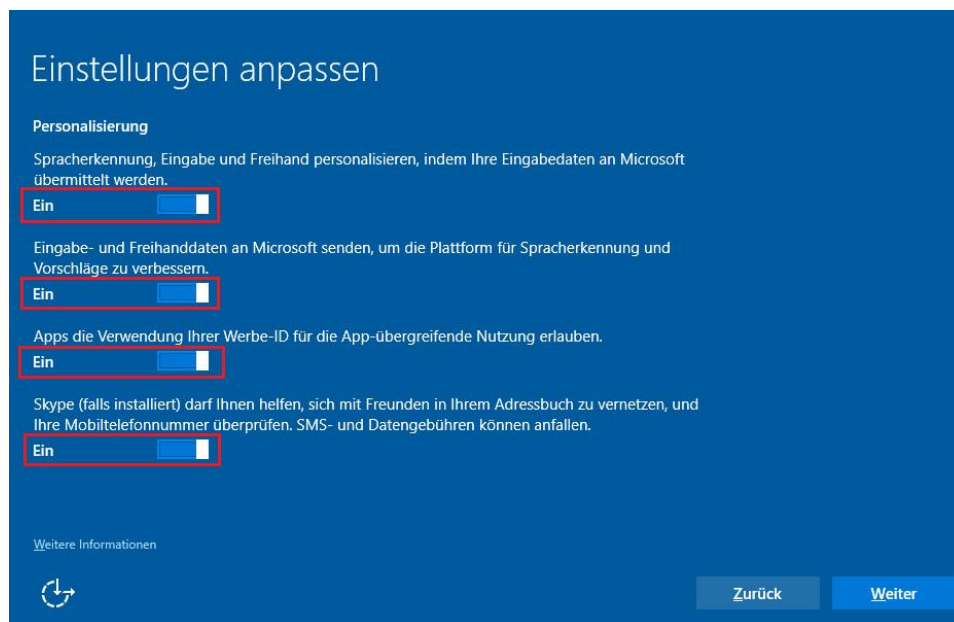 Einstellungen anpassen
Personalisierung
Spracherkennung, Eingabe und Freihand personalisieren, indem Ihre Eingabedaten an Microsoft
übermittelt werden.
Ein
Eingabe- und Freihanddaten an Microsoft senden, um die Plattform für Spracherkennung und
Vorschläge zu verbessern.
Ein
Apps die Verwendung Ihrer Werbe-ID für die App-übergreifende Nutzung erlauben.
Ein
Skype (falls installiert) darf Ihnen helfen, sich mit Freunden in Ihrem Adressbuch zu vernetzen, und
Ihre Mobiltelefonnummer überprüfen. SMS- und Datengebühren können anfallen.
Ein
Weitere Informationen
Zurück Weiter